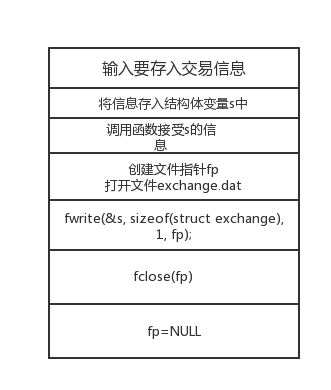 输入要存入交易信息
将信息存入结构体变量s中
调用函数接受s的信
息
创建文件指针fp
打开文件exchange.dat
fwrite(&s, sizeof(struct exchange),
1, fp);
fclose(fp)
fp=NULL